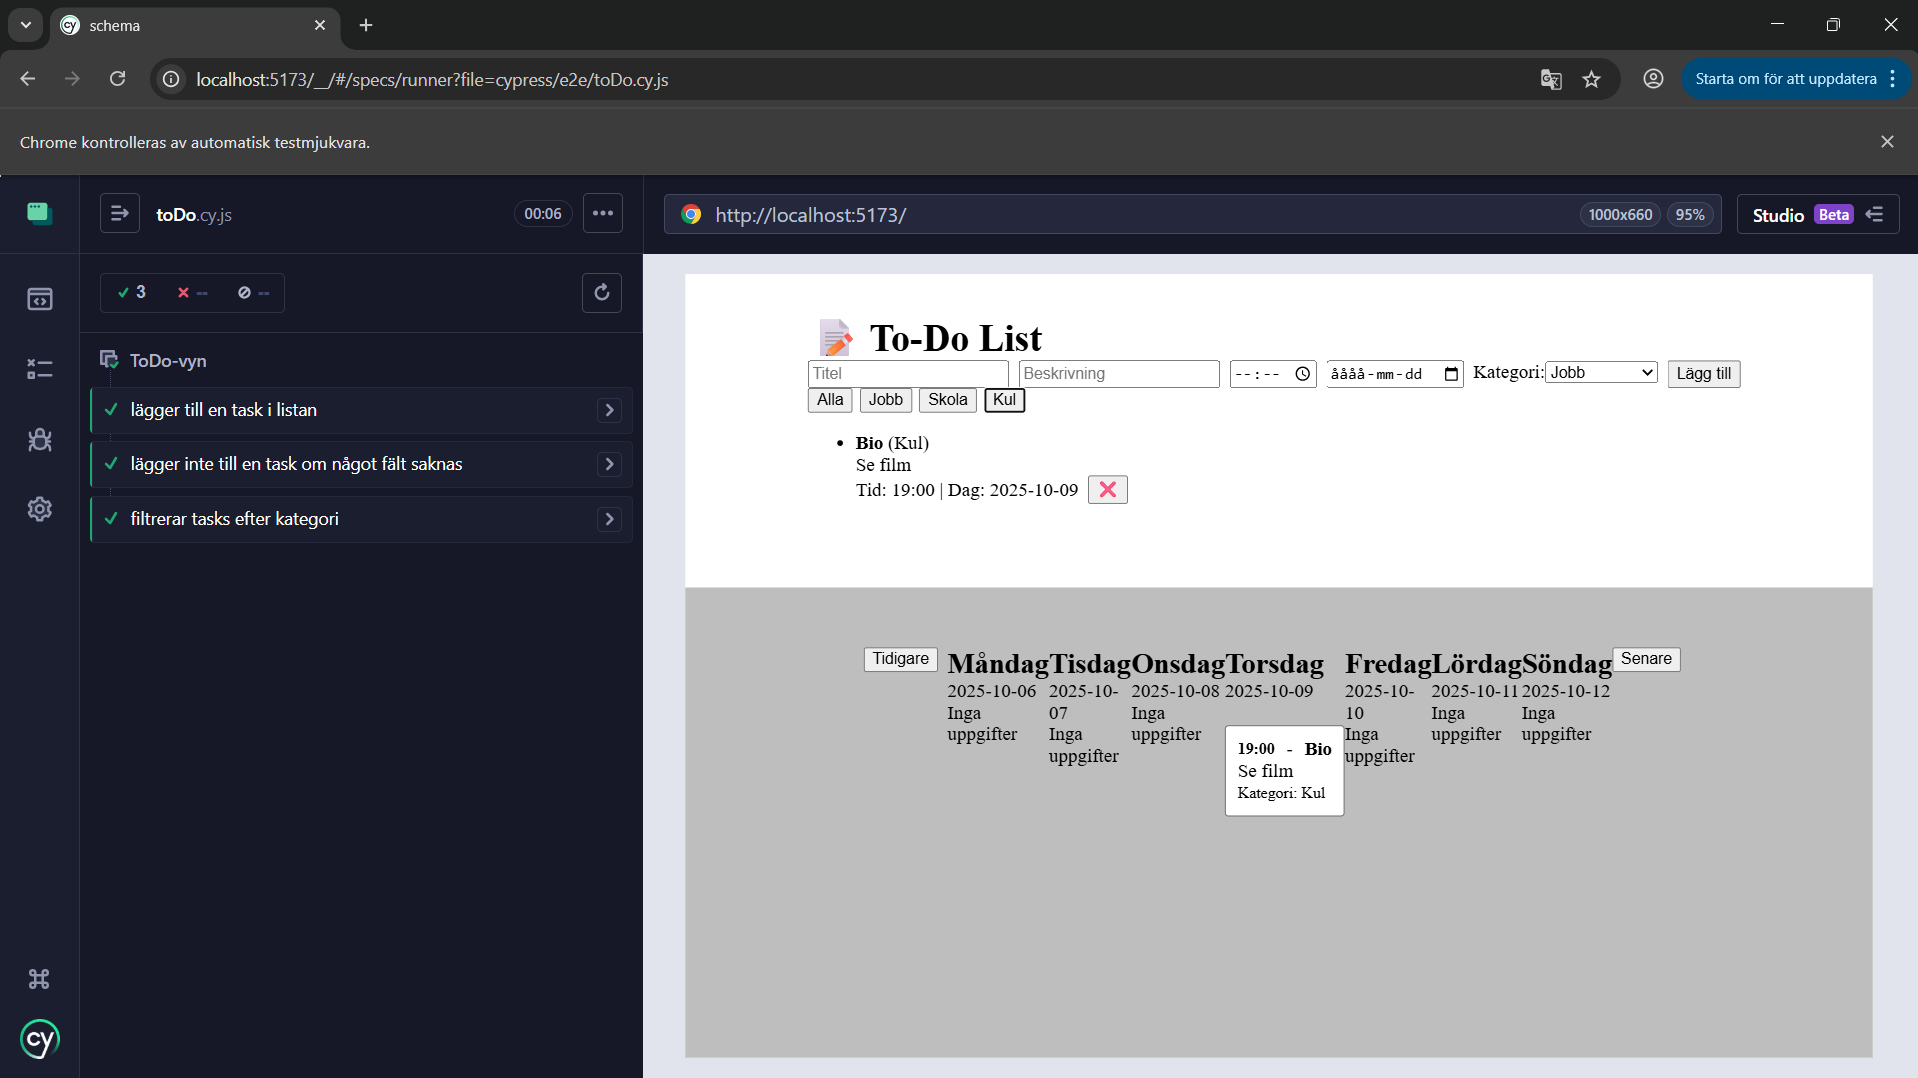 schema
localhost:5173/__/#/specs/runner?file=cypress/e2e/toDo.cy.js
Starta om för att uppdatera
Chrome kontrolleras av automatisk testmjukvara.
toDo.cy.js
00:06
http://localhost:5173/
1000x660
95%
Studio Beta
3 -- --
ToDo-vyn
lägger till en task i listan
lägger inte till en task om något fält saknas
filtrerar tasks efter kategori
cy
To-Do List
Titel
Beskrivning
--:--
åååå-mm-dd
Kategori: Jobb
Lägg till
Alla
Jobb
Skola
Kul
• Bio (Kul)
Se film
Tid: 19:00 | Dag: 2025-10-09
Tidigare
Måndag
2025-10-06
Inga
uppgifter
Tisdag
2025-10-
07
Inga
uppgifter
Onsdag
2025-10-08
Inga
uppgifter
Torsdag
2025-10-09
19:00 - Bio
Se film
Kategori: Kul
Fredag
2025-10-
10
Inga
uppgifter
Lördag
2025-10-11
Inga
uppgifter
Söndag
2025-10-12
Inga
uppgifter
Senare